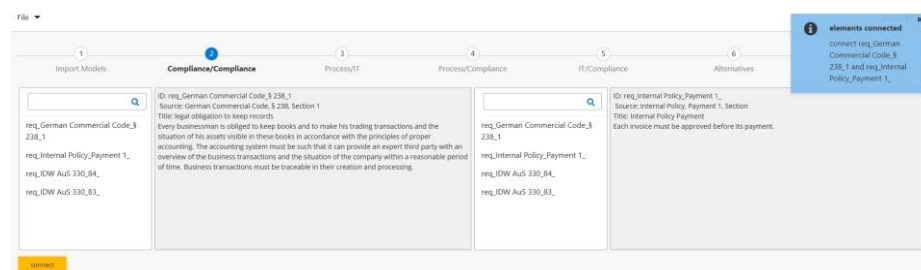 File
elements connected
connect req_German
Commercial Code_§
238_1 and req_Internal
Policy_Payment 1_
1
2
3
4
5
6
Import Models
Compliance/Compliance
Process/IT
Process/Compliance
IT/Compliance
Alternatives
req_German Commercial Code_§
238_1
req_Internal Policy_Payment 1_
req_IDW AuS 330_84_
req_IDW AuS 330_83_
ID: req_German Commercial Code_§ 238_1
Source: German Commercial Code, § 238, Section 1
Title: legal obligation to keep records
Every businessman is obliged to keep books and to make his trading transactions and the
situation of his assets visible in these books in accordance with the principles of proper
accounting. The accounting system must be such that it can provide an expert third party with an
overview of the business transactions and the situation of the company within a reasonable period
of time. Business transactions must be traceable in their creation and processing.
req_German Commercial Code_§
238_1
req_Internal Policy_Payment 1_
req_IDW AuS 330_84_
req_IDW AuS 330_83_
ID: req_Internal Policy_Payment 1_
Source: Internal Policy. Payment 1. Section
Title: Internal Policy Payment
Each invoice must be approved before its payment.
connect